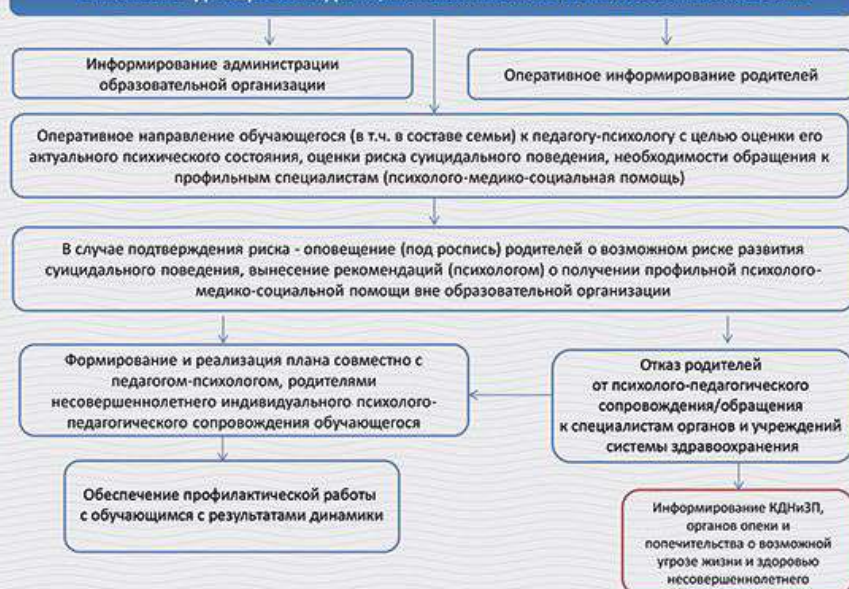 Информирование администрации
образовательной организации
Оперативное информирование родителей
Оперативное направление обучающегося (в т.ч. в составе семьи) к педагогу-психологу с целью оценки его
актуального психического состояния, оценки риска суицидального поведения, необходимости обращения к
профильным специалистам (психолого-медико-социальная помощь)
В случае подтверждения риска - оповещение (под роспись) родителей о возможном риске развития
суицидального поведения, вынесение рекомендаций (психологом) о получении профильной психолого-
медико-социальной помощи вне образовательной организации
Формирование и реализация плана совместно с
педагогом-психологом, родителями
несовершеннолетнего индивидуального психолого-
педагогического сопровождения обучающегося
Отказ родителей
от психолого-педагогического
сопровождения/обращения
к специалистам органов и учреждений
системы здравоохранения
Обеспечение профилактической работы
с обучающимся с результатами динамики
Информирование КДНиЗП,
органов опеки и
попечительства о возможной
угрозе жизни и здоровью
несовершеннолетнего